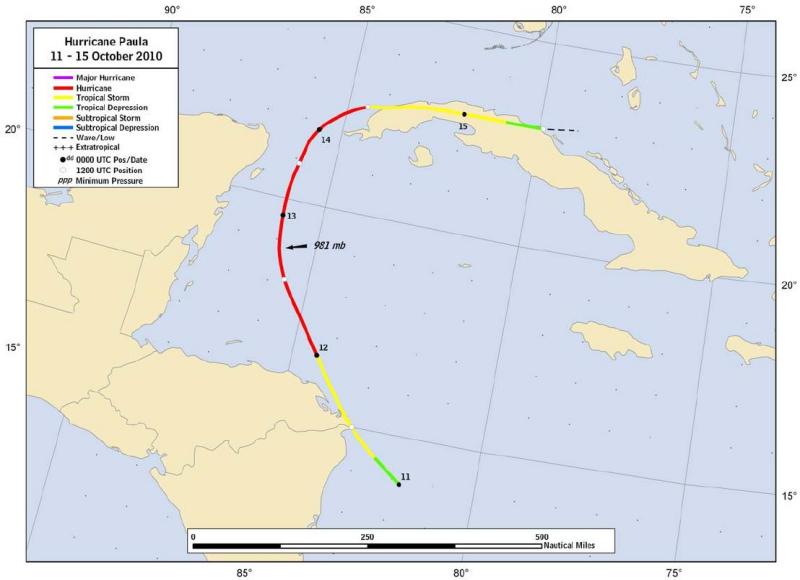 90°
85°
80°
75°
Hurricane Paula
11 - 15 October 2010
Major Hurricane
Hurricane
Tropical Storm
Tropical Depression
Subtropical Storm
Subtropical Depression
Wave/Low
Extratropical
dd 0000 UTC Pos/Date
1200 UTC Position
ppp Minimum Pressure
25°
20°
14
15
13
981 mb
20°
15°
12
11
15°
0 250 500
Nautical Miles
85°
80°
75°